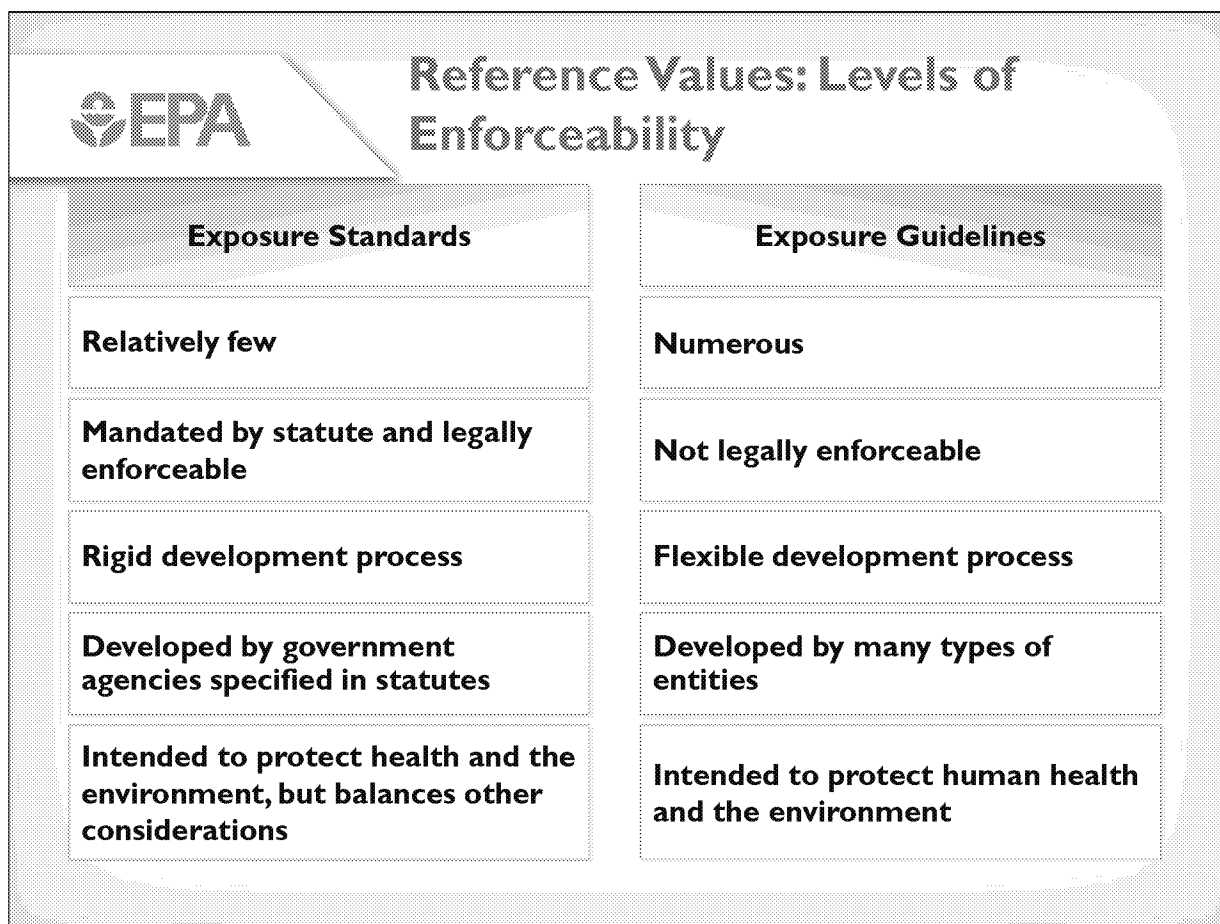 EPA
Reference Values: Levels of
Enforceability
Exposure Standards
Exposure Guidelines
Relatively few
Numerous
Mandated by statute and legally
enforceable
Not legally enforceable
Rigid development process
Flexible development process
Developed by government
agencies specified in statutes
Developed by many types of
entities
Intended to protect health and the
environment, but balances other
considerations
Intended to protect human health
and the environment